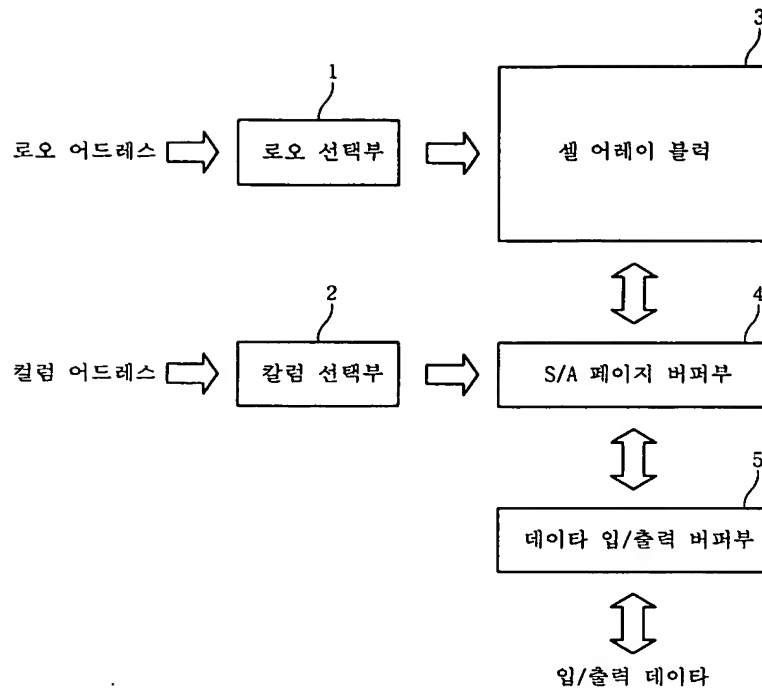 3
1
로오 어드레스
로오 선택부
셀 어레이 블럭
2
4
컬럼 어드레스
칼럼 선택부
S/A 페이지 버퍼부
5
데이타 입/출력 버퍼부
입/출력 데이타